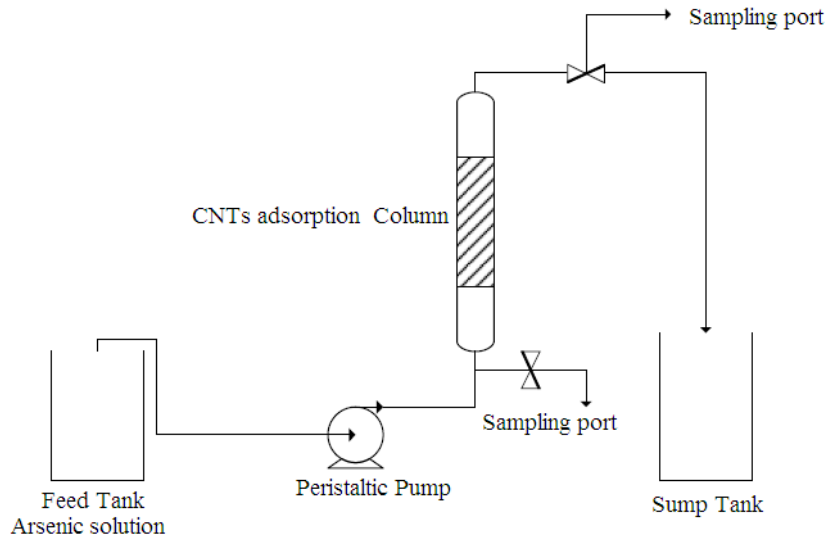 Sampling port
CNTs adsorption Column
Sampling port
Peristaltic Pump
Feed Tank
Arsenic solution
Sump Tank